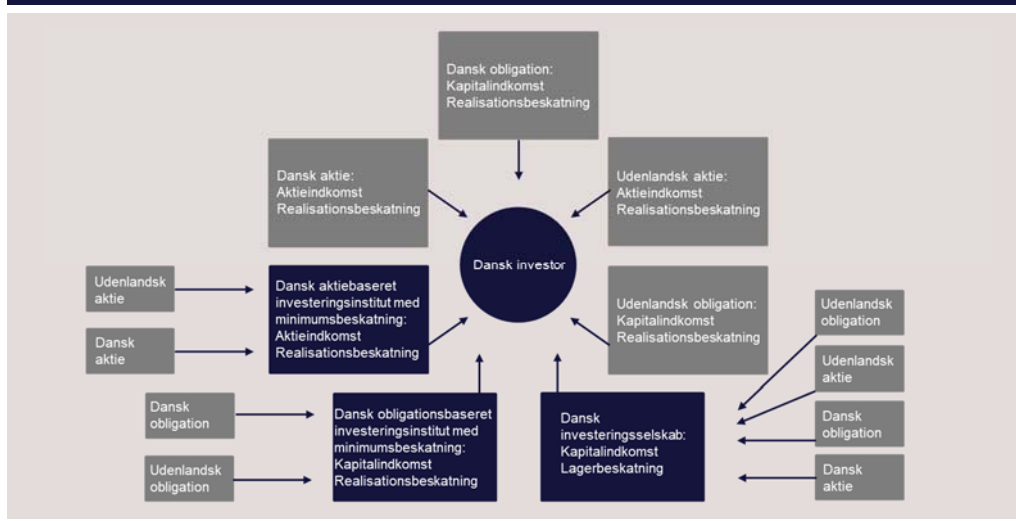 Dansk obligation:
Kapitalindkomst
Realisationsbeskatning
Dansk aktie:
Aktieindkomst
Realisationsbeskatning
Udenlandsk aktie:
Aktieindkomst
Realisationsbeskatning
Dansk investor
Udenlandsk
aktie
Dansk
aktie
Dansk aktiebaseret
investeringsinstitut med
minimumsbeskatning:
Aktieindkomst
Realisationsbeskatning
Udenlandsk obligation:
Kapitalindkomst
Realisationsbeskatning
Udenlandsk
obligation
Udenlandsk
aktie
Dansk
obligation
Dansk
aktie
Dansk
obligation
Udenlandsk
obligation
Dansk obligationsbaseret
investeringsinstitut med
minimumsbeskatning:
Kapitalindkomst
Realisationsbeskatning
Dansk
investeringsselskab:
Kapitalindkomst
Lagerbeskatning